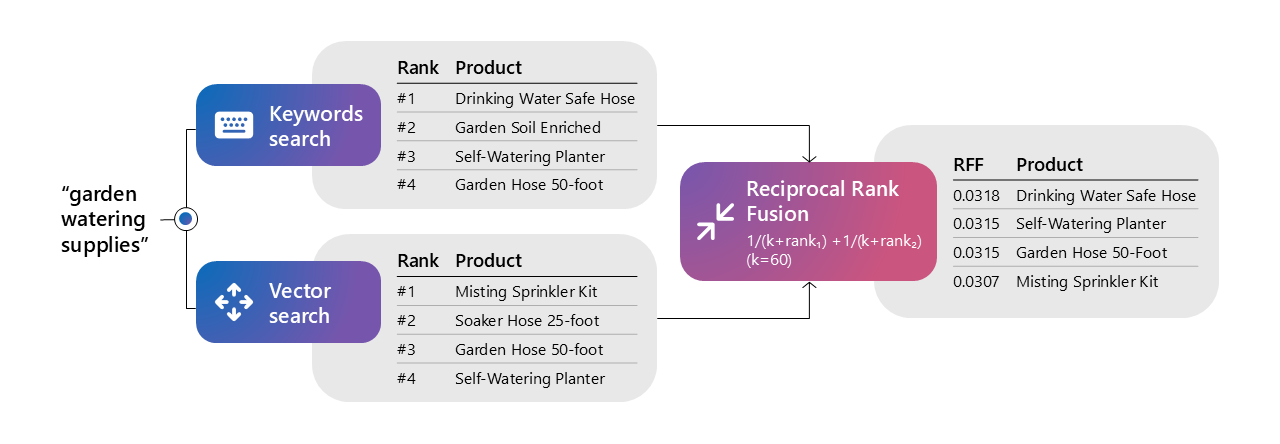 “garden
watering
supplies”
Keywords
search
Rank Product
#1 Drinking Water Safe Hose
#2 Garden Soil Enriched
#3 Self-Watering Planter
#4 Garden Hose 50-foot
Vector
search
Rank Product
#1 Misting Sprinkler Kit
#2 Soaker Hose 25-foot
#3 Garden Hose 50-foot
#4 Self-Watering Planter
Reciprocal Rank
Fusion
1/(k+rank₁) +1/(k+rank₂)
(k=60)
RFF Product
0.0318 Drinking Water Safe Hose
0.0315 Self-Watering Planter
0.0315 Garden Hose 50-Foot
0.0307 Misting Sprinkler Kit